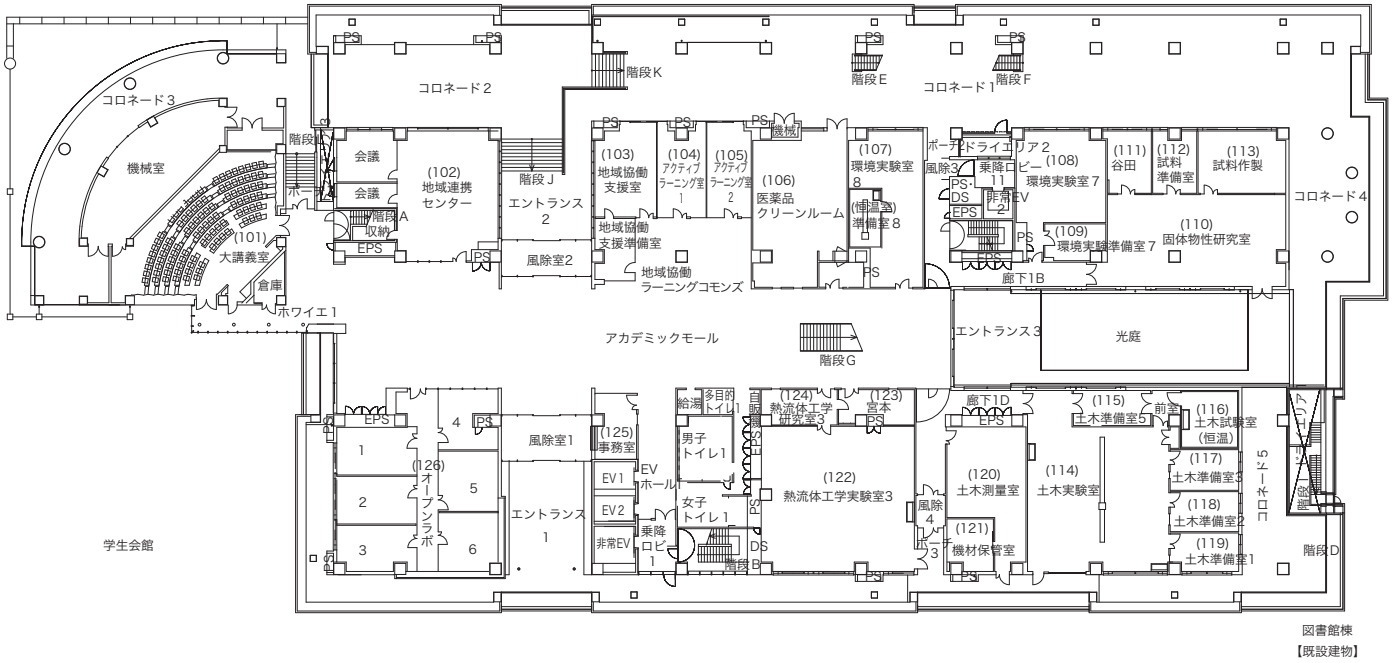 コロネード3
機械室
(101)
大講義室
倉庫
ホワイエ1
学生会館
PS
PS
コロネード2
階段K
会議
会議
階段A
収納
EPS
(102)
地域連携
センター
PS
階段J
エントランス
2
風除室2
PS
PS
PS
機械
(103)
地域協働
支援室
(104)
アクティブ
ラーニング室
1
(105)
アクティブ
ラーニング室
2
地域協働
支援準備室
地域協働
ラーニングコモンズ
(106)
医薬品
クリーンルーム
PS
階段E
コロネード1
PS
階段F
(107)
環境実験室
8
(恒温室)
準備室8
PS
ドライエリア2
風除3
乗降ロビー
11
PS・
DS
EPS
非常EV
2
EPS
PS
(108)
環境実験室7
(109)
環境実験準備室7
(111)
谷田
(112)
試料
準備室
(113)
試料作製
(110)
固体物性研究室
コロネード4
廊下1B
アカデミックモール
階段G
エントランス3
光庭
PS
EPS
1
2
3
PS
4
PS
(126)
オープンラボ
5
6
風除室1
エントランス
1
(125)
事務室
EV1
EV2
非常EV
EV
ホール1
乗降
ロビー
1
給湯
多目的
トイレ1
男子
トイレ1
女子
トイレ1
EPS
PS
DS
階段B
(124)
熱流体工学
研究室3
(123)
宮本
PS
(122)
熱流体工学実験室3
PS
風除
4
ポーチ
3
廊下1D
EPS
(120)
土木測量室
(121)
機材保管室
PS
(114)
土木実験室
(115)
土木準備室5
前室
(116)
土木試験室
(恒温)
(117)
土木準備室3
(118)
土木準備室2
(119)
土木準備室1
コロネード5
階段D
図書館棟
【既設建物】